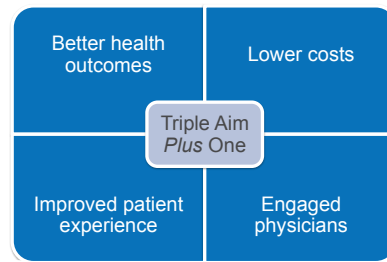 Better health
outcomes
Lower costs
Triple Aim
Plus One
Improved patient
experience
Engaged
physicians